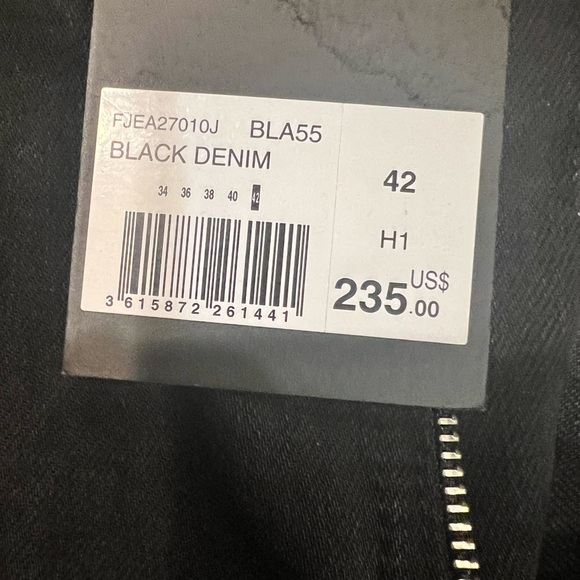 FJEA27010J BLA55
BLACK DENIM
34 36 38 40 42
3 615872 261441
42
H1
US$
235.00